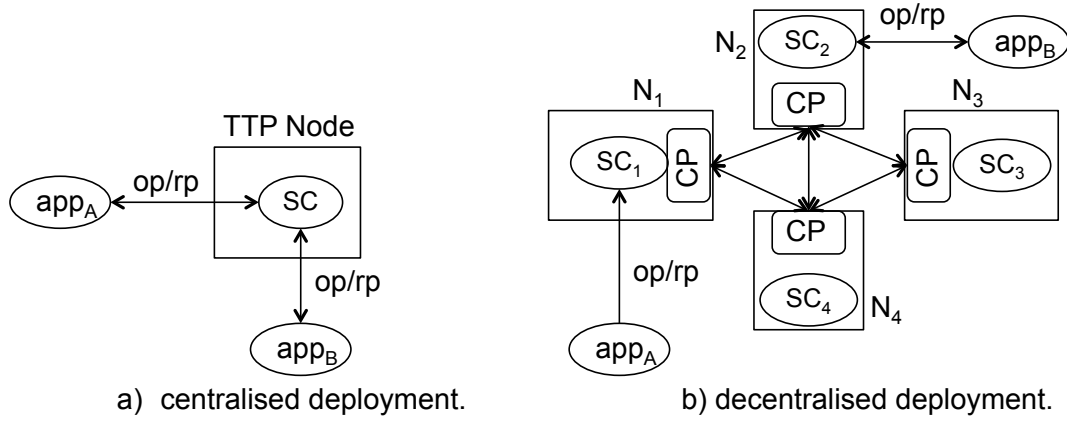 TTP Node
app_A
op/rp
SC
op/rp
app_B
a) centralised deployment.
N_2
SC_2
op/rp
app_B
CP
N_1
SC_1
CP
N_3
CP
SC_3
CP
SC_4
N_4
op/rp
app_A
b) decentralised deployment.